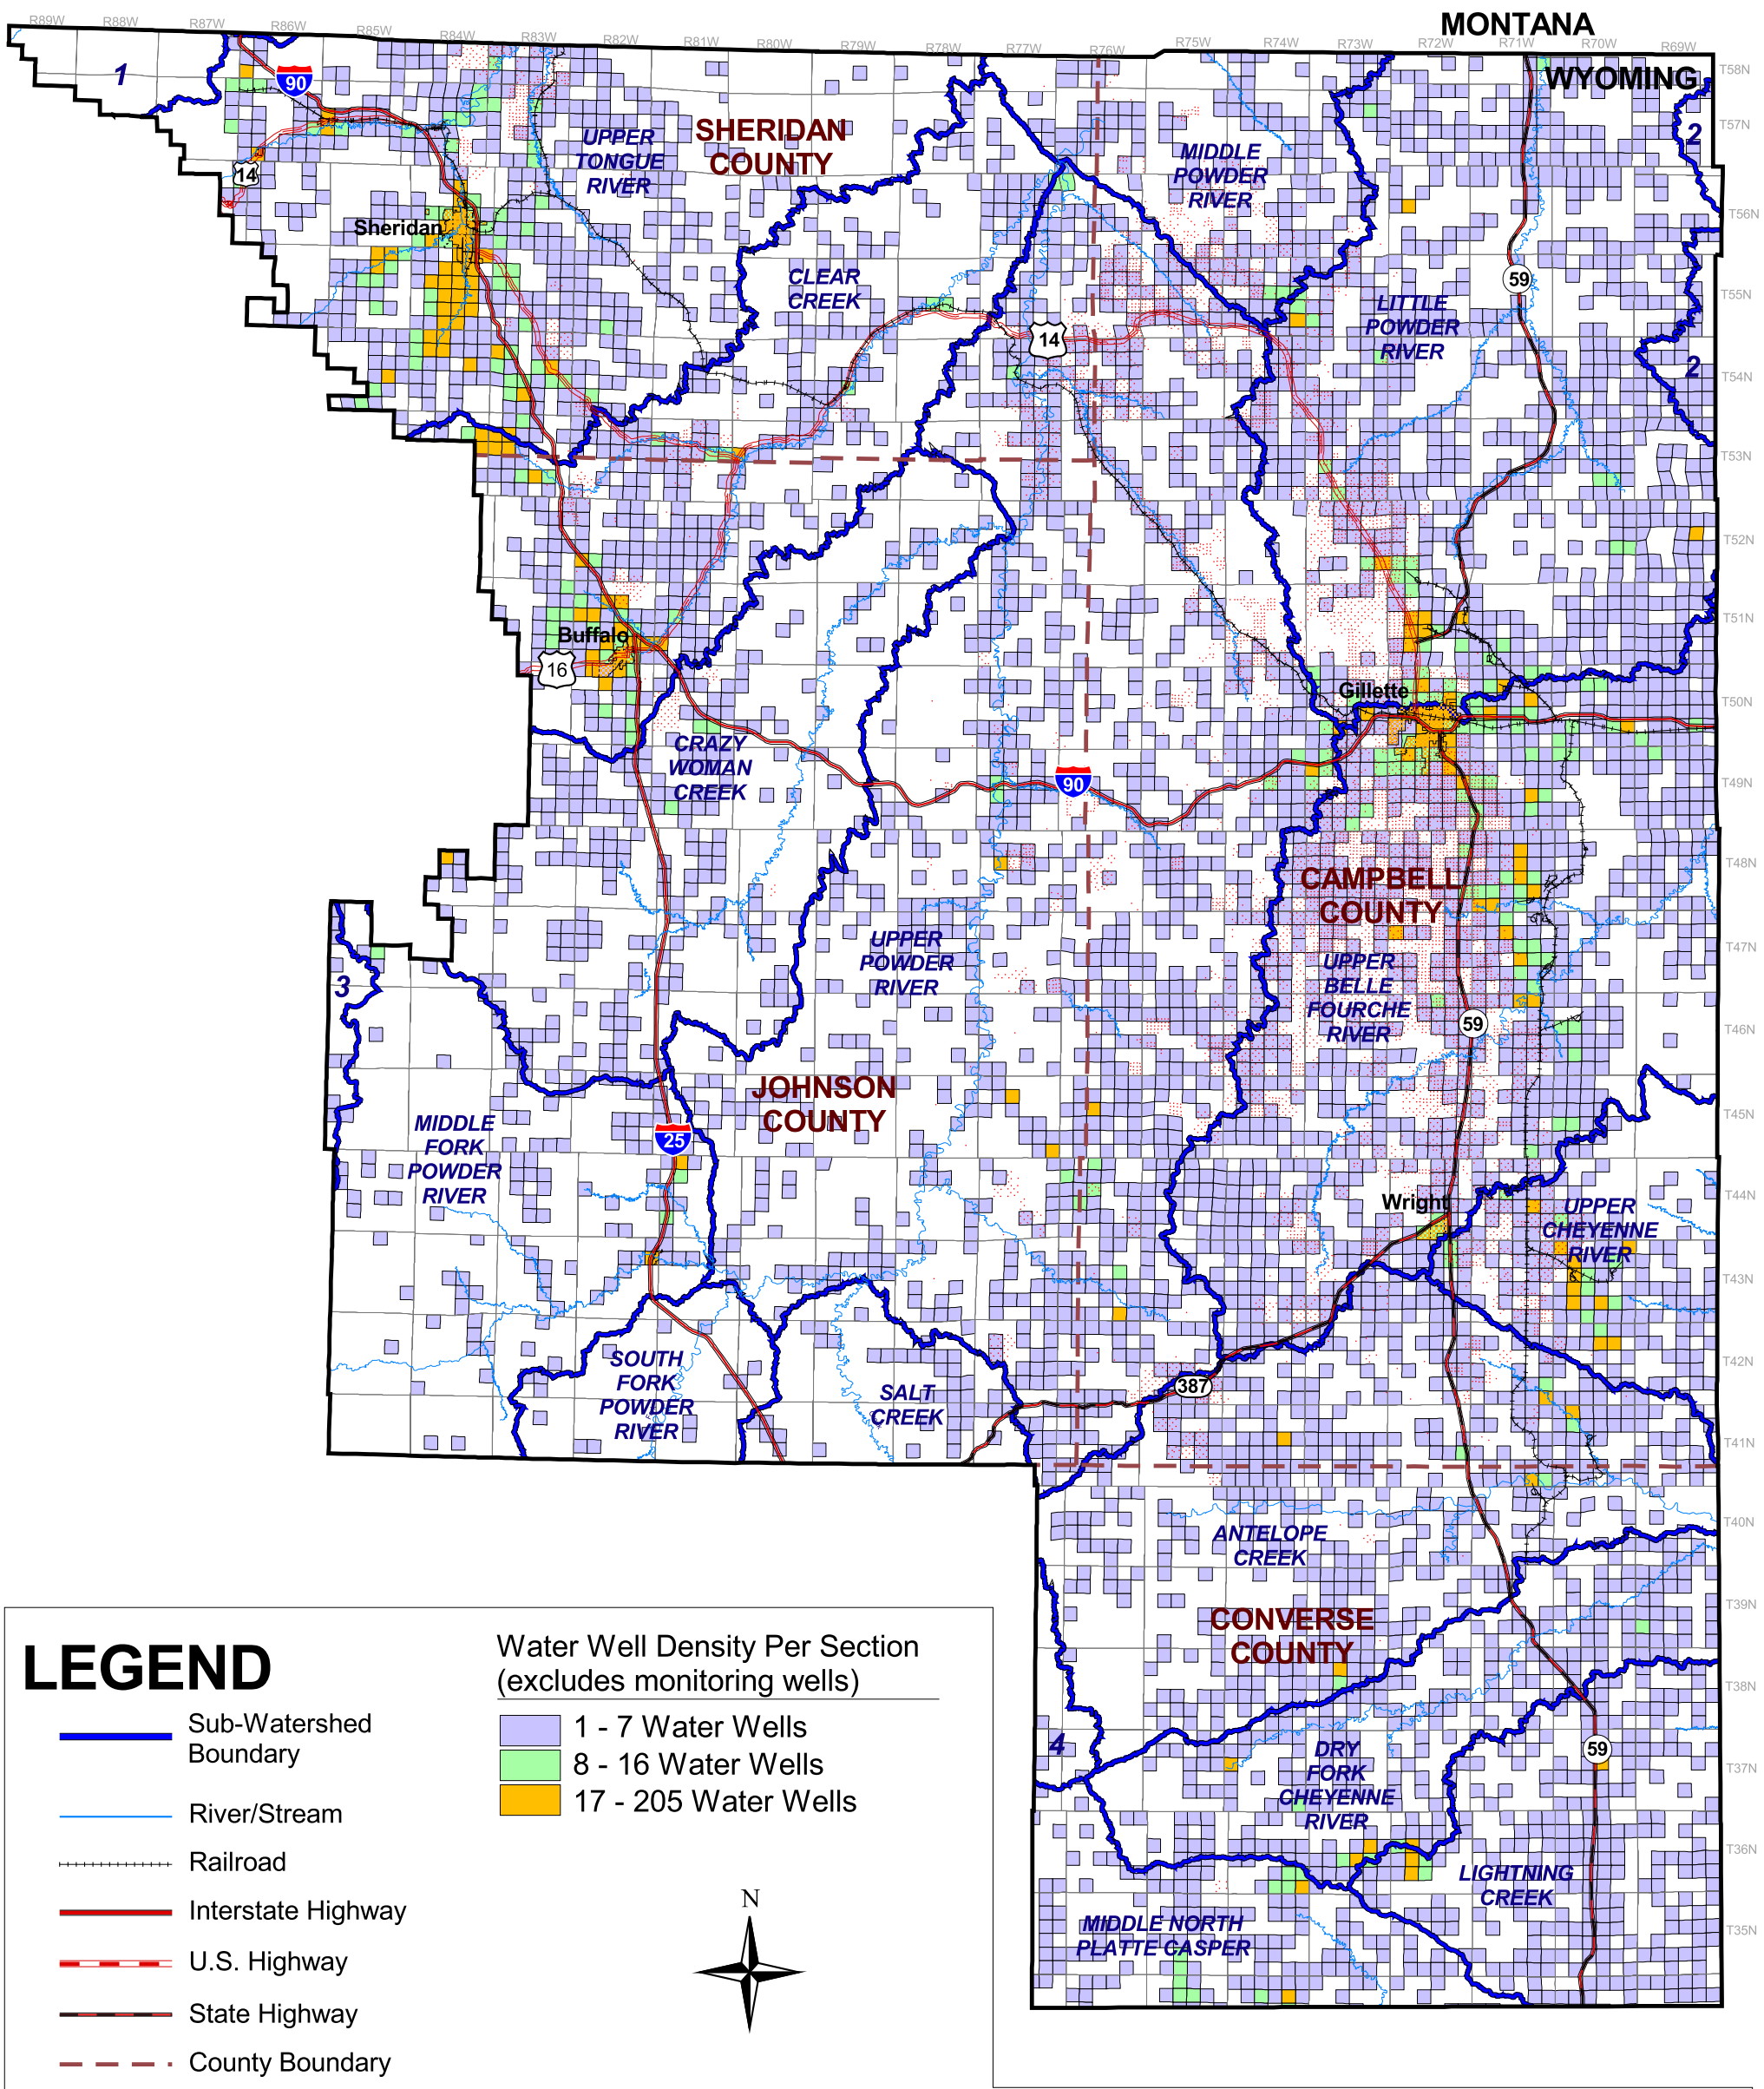 MONTANA
R89W R88W R87W R86W R85W R84W R83W R82W R81W R80W R79W R78W R77W R76W R75W R74W R73W R72W R71W R70W R69W
WYOMING
T58N
T57N
T56N
T55N
T54N
T53N
T52N
T51N
T50N
T49N
T48N
T47N
T46N
T45N
T44N
T43N
T42N
T41N
T40N
T39N
T38N
T37N
T36N
T35N
1
90
2
14
UPPER
TONGUE
RIVER
SHERIDAN
COUNTY
MIDDLE
POWDER
RIVER
Sheridan
CLEAR
CREEK
59
LITTLE
POWDER
RIVER
14
2
Buffalo
16
Gillette
CRAZY
WOMAN
CREEK
90
CAMPBELL
COUNTY
UPPER
POWDER
RIVER
UPPER
BELLE
FOURCHE
RIVER
3
59
JOHNSON
COUNTY
MIDDLE
FORK
POWDER
RIVER
25
Wright
UPPER
CHEYENNE
RIVER
SOUTH
FORK
POWDER
RIVER
SALT
CREEK
387
ANTELOPE
CREEK
CONVERSE
COUNTY
4
DRY
FORK
CHEYENNE
RIVER
59
LIGHTNING
CREEK
MIDDLE NORTH
PLATTE CASPER
LEGEND
Sub-Watershed
Boundary
River/Stream
Railroad
Interstate Highway
U.S. Highway
State Highway
County Boundary
Water Well Density Per Section
(excludes monitoring wells)
1 - 7 Water Wells
8 - 16 Water Wells
17 - 205 Water Wells
N